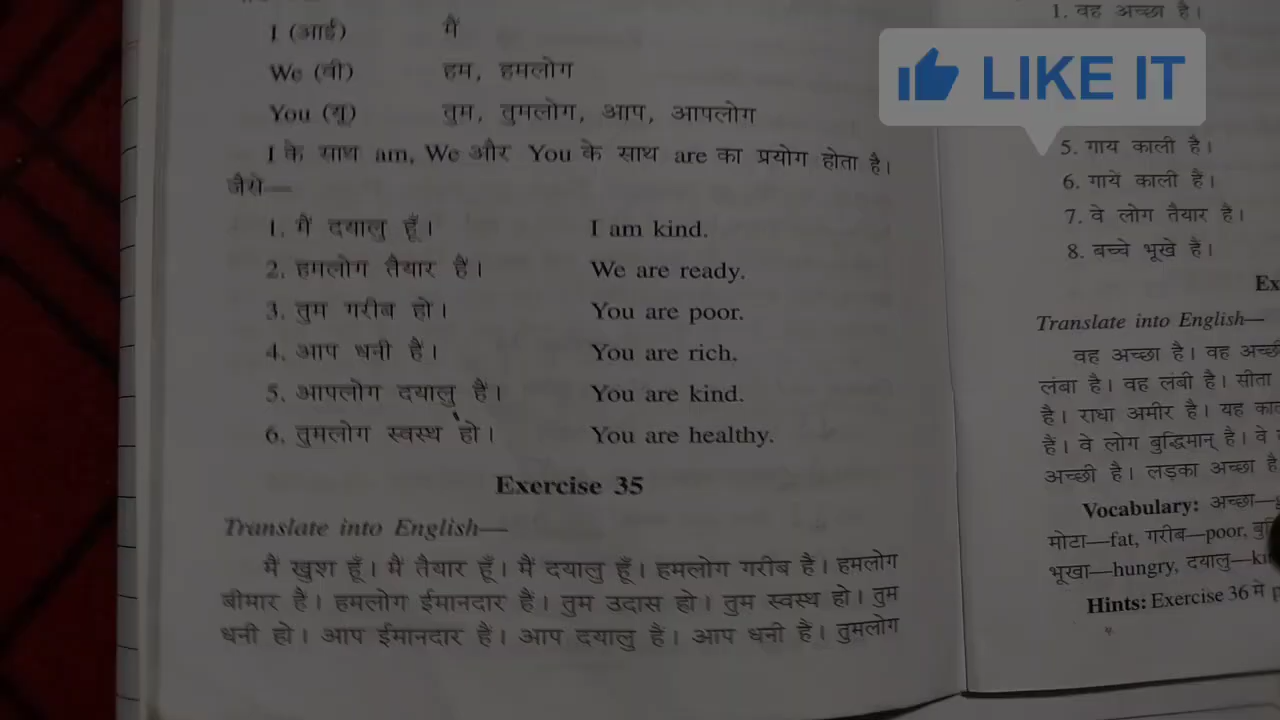 I (आई) मैं
We (वी) हम, हमलोग
You (यू) तुम, तुमलोग, आप, आपलोग
I के साथ am, We और You के साथ are का प्रयोग होता है।
जैसे—
1. मैं दयालु हूँ। I am kind.
2. हमलोग तैयार हैं। We are ready.
3. तुम गरीब हो। You are poor.
4. आप धनी हैं। You are rich.
5. आपलोग दयालु हैं। You are kind.
6. तुमलोग स्वस्थ हो। You are healthy.
Exercise 35
Translate into English—
मैं खुश हूँ। मैं तैयार हूँ। मैं दयालु हूँ। हमलोग गरीब हैं। हमलोग
बीमार हैं। हमलोग ईमानदार हैं। तुम उदास हो। तुम स्वस्थ हो। तुम
धनी हो। आप ईमानदार हैं। आप दयालु हैं। आप धनी हैं। तुमलोग
1. वह अच्छा है।
LIKE IT
5. गाय काली है।
6. गायें काली हैं।
7. वे लोग तैयार हैं।
8. बच्चे भूखे हैं।
Translate into English—
वह अच्छा है। वह
लंबा है। वह लंबी है। सीता
है। राधा अमीर है। यह
हैं। वे लोग बुद्धिमान् हैं। वे
अच्छी है। लड़का अच्छा है
Vocabulary: अच्छा—
मोटा—fat, गरीब—poor,
भूखा—hungry, दयालु—
Hints: Exercise 36 में